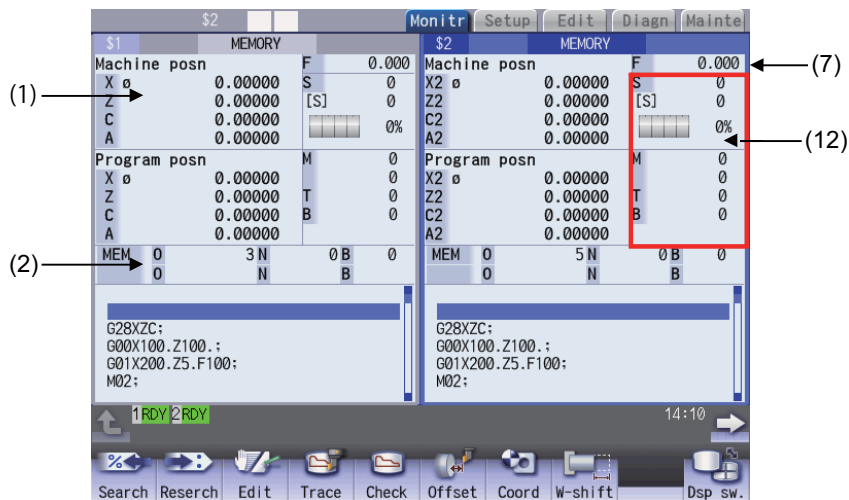 $2 Monitr Setup Edit Diagn Mainte
$1 MEMORY
Machine posn F 0.000
X ø 0.00000 S 0
Z 0.00000 [S] 0
C 0.00000 0%
A 0.00000
Program posn M 0
X ø 0.00000 0
Z 0.00000 T 0
C 0.00000 B 0
A 0.00000
MEM O 3 N 0 B 0
O N B
G28XZC;
G00X100.Z100.;
G01X200.Z5.F100;
M02;
$2 MEMORY
Machine posn F 0.000
X2 ø 0.00000 S 0
Z2 0.00000 [S] 0
C2 0.00000 0%
A2 0.00000
Program posn M 0
X2 ø 0.00000 0
Z2 0.00000 T 0
C2 0.00000 B 0
A2 0.00000
MEM O 5 N 0 B 0
O N B
G28XZC;
G00X100.Z100.;
G01X200.Z5.F100;
M02;
(1)
(2)
(7)
(12)
1 RDY 2 RDY 14:10
Search Reserch Edit Trace Check Offset Coord W-shift Dsp sw.